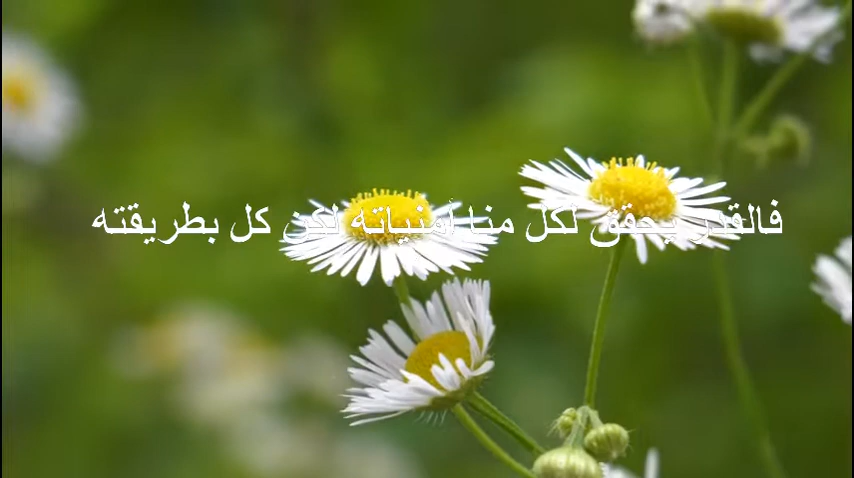 فالقدر يحقق لكل منا أمنياته لكن كل بطريقته